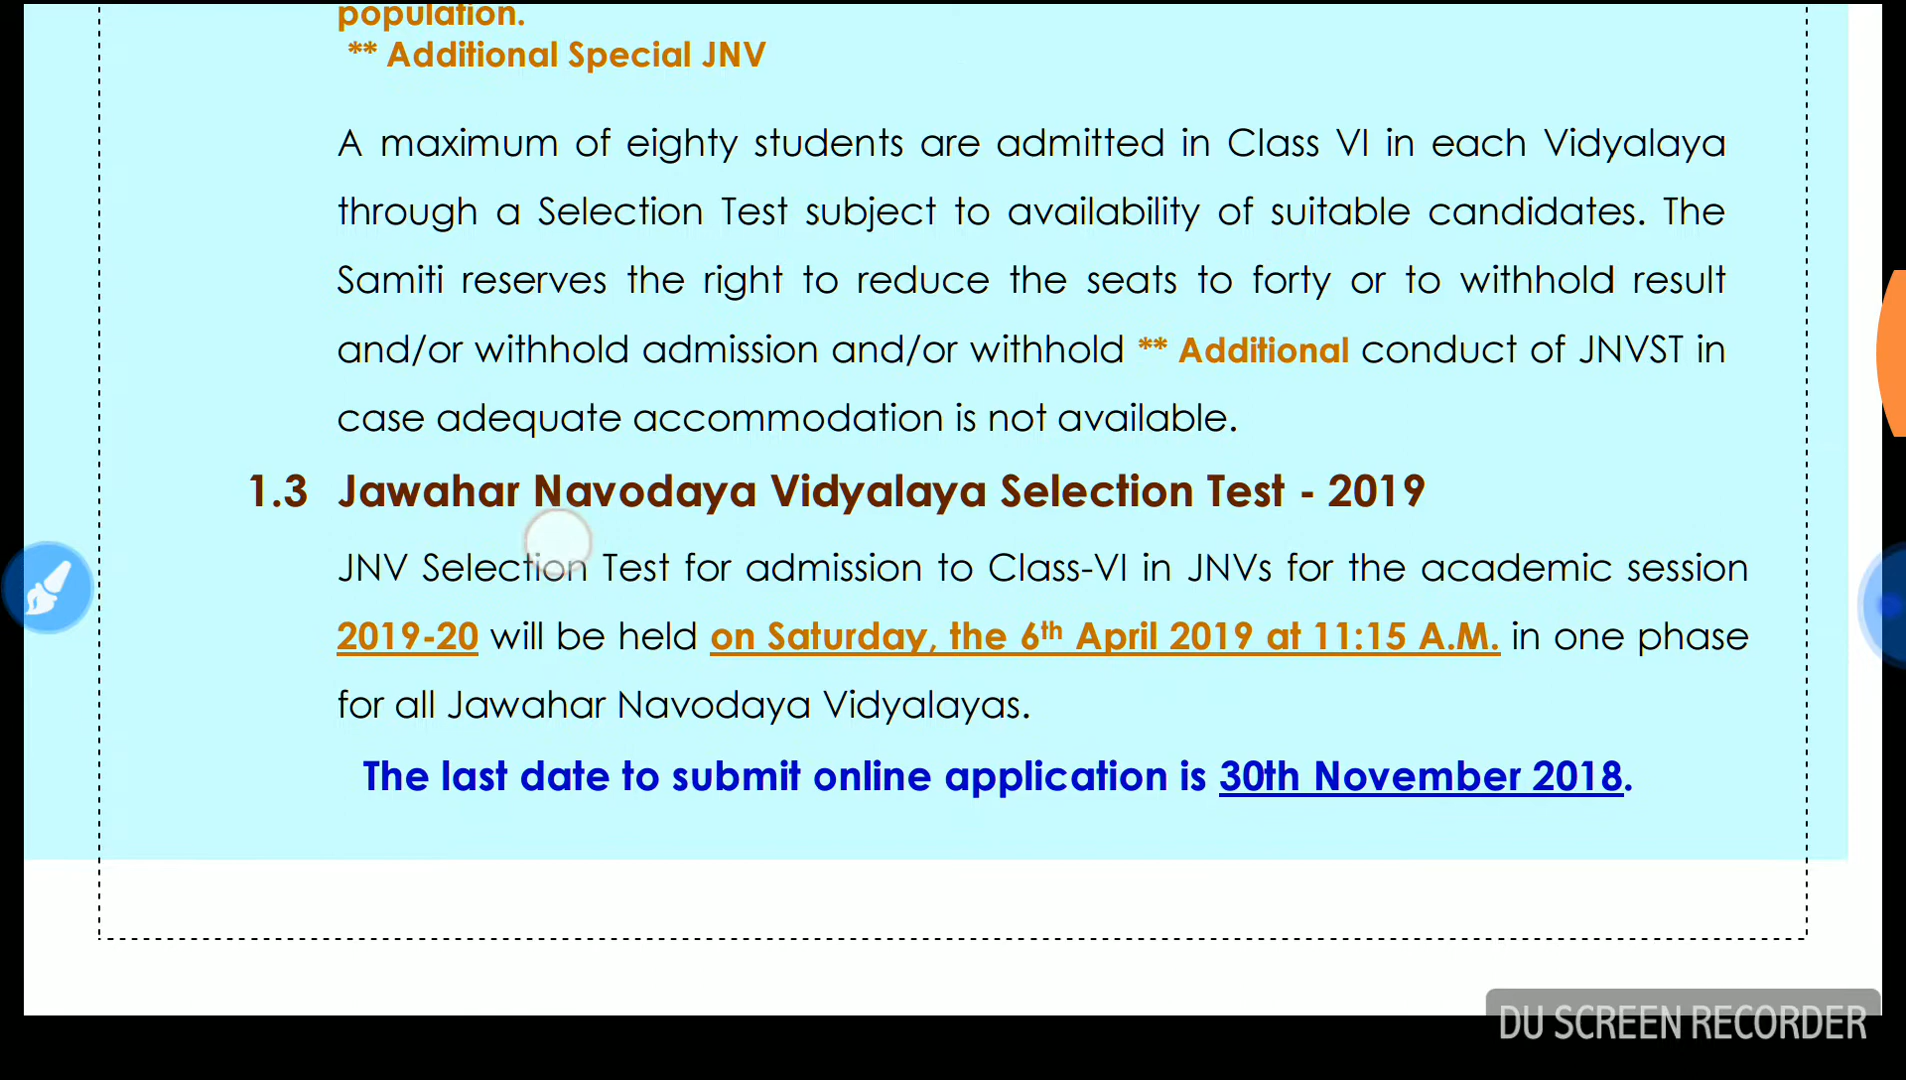 population.
** Additional Special JNV
A maximum of eighty students are admitted in Class VI in each Vidyalaya
through a Selection Test subject to availability of suitable candidates. The
Samiti reserves the right to reduce the seats to forty or to withhold result
and/or withhold admission and/or withhold ** Additional conduct of JNVST in
case adequate accommodation is not available.
1.3 Jawahar Navodaya Vidyalaya Selection Test - 2019
JNV Selection Test for admission to Class-VI in JNVs for the academic session
2019-20 will be held on Saturday, the 6th April 2019 at 11:15 A.M. in one phase
for all Jawahar Navodaya Vidyalayas.
The last date to submit online application is 30th November 2018.
DU SCREEN RECORDER